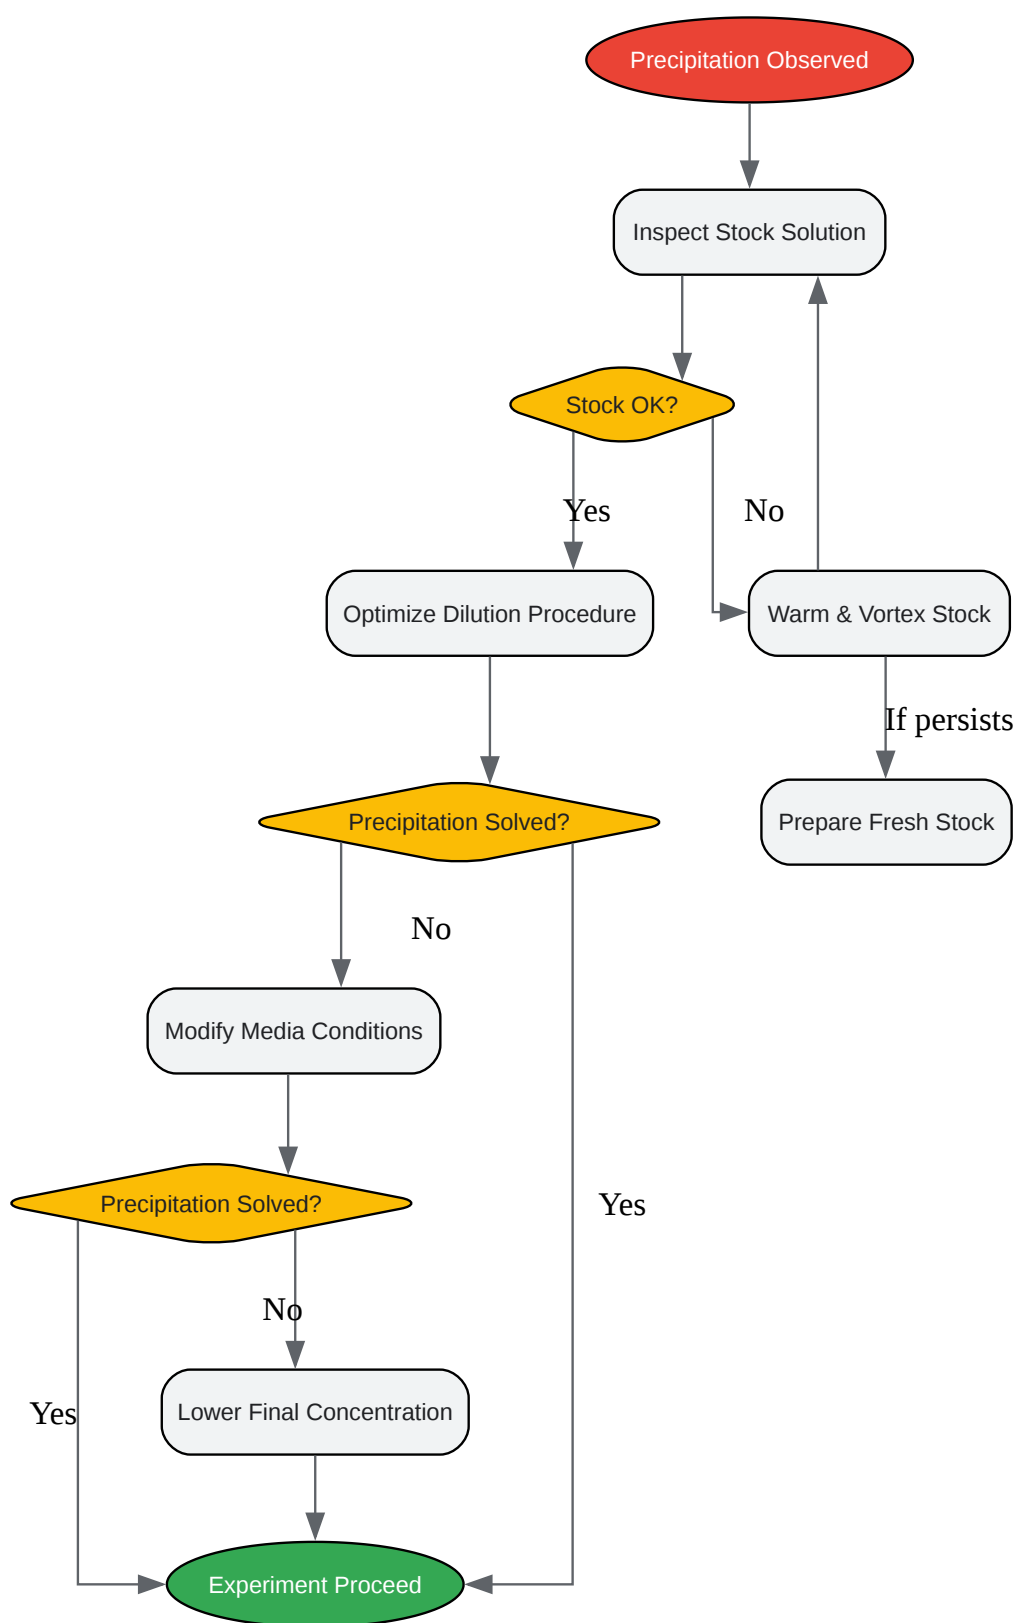 Precipitation Observed
Inspect Stock Solution
Stock OK?
Yes
No
Optimize Dilution Procedure
Warm & Vortex Stock
If persists
Precipitation Solved?
Prepare Fresh Stock
No
Modify Media Conditions
Precipitation Solved?
Yes
No
Lower Final Concentration
Yes
Experiment Proceed